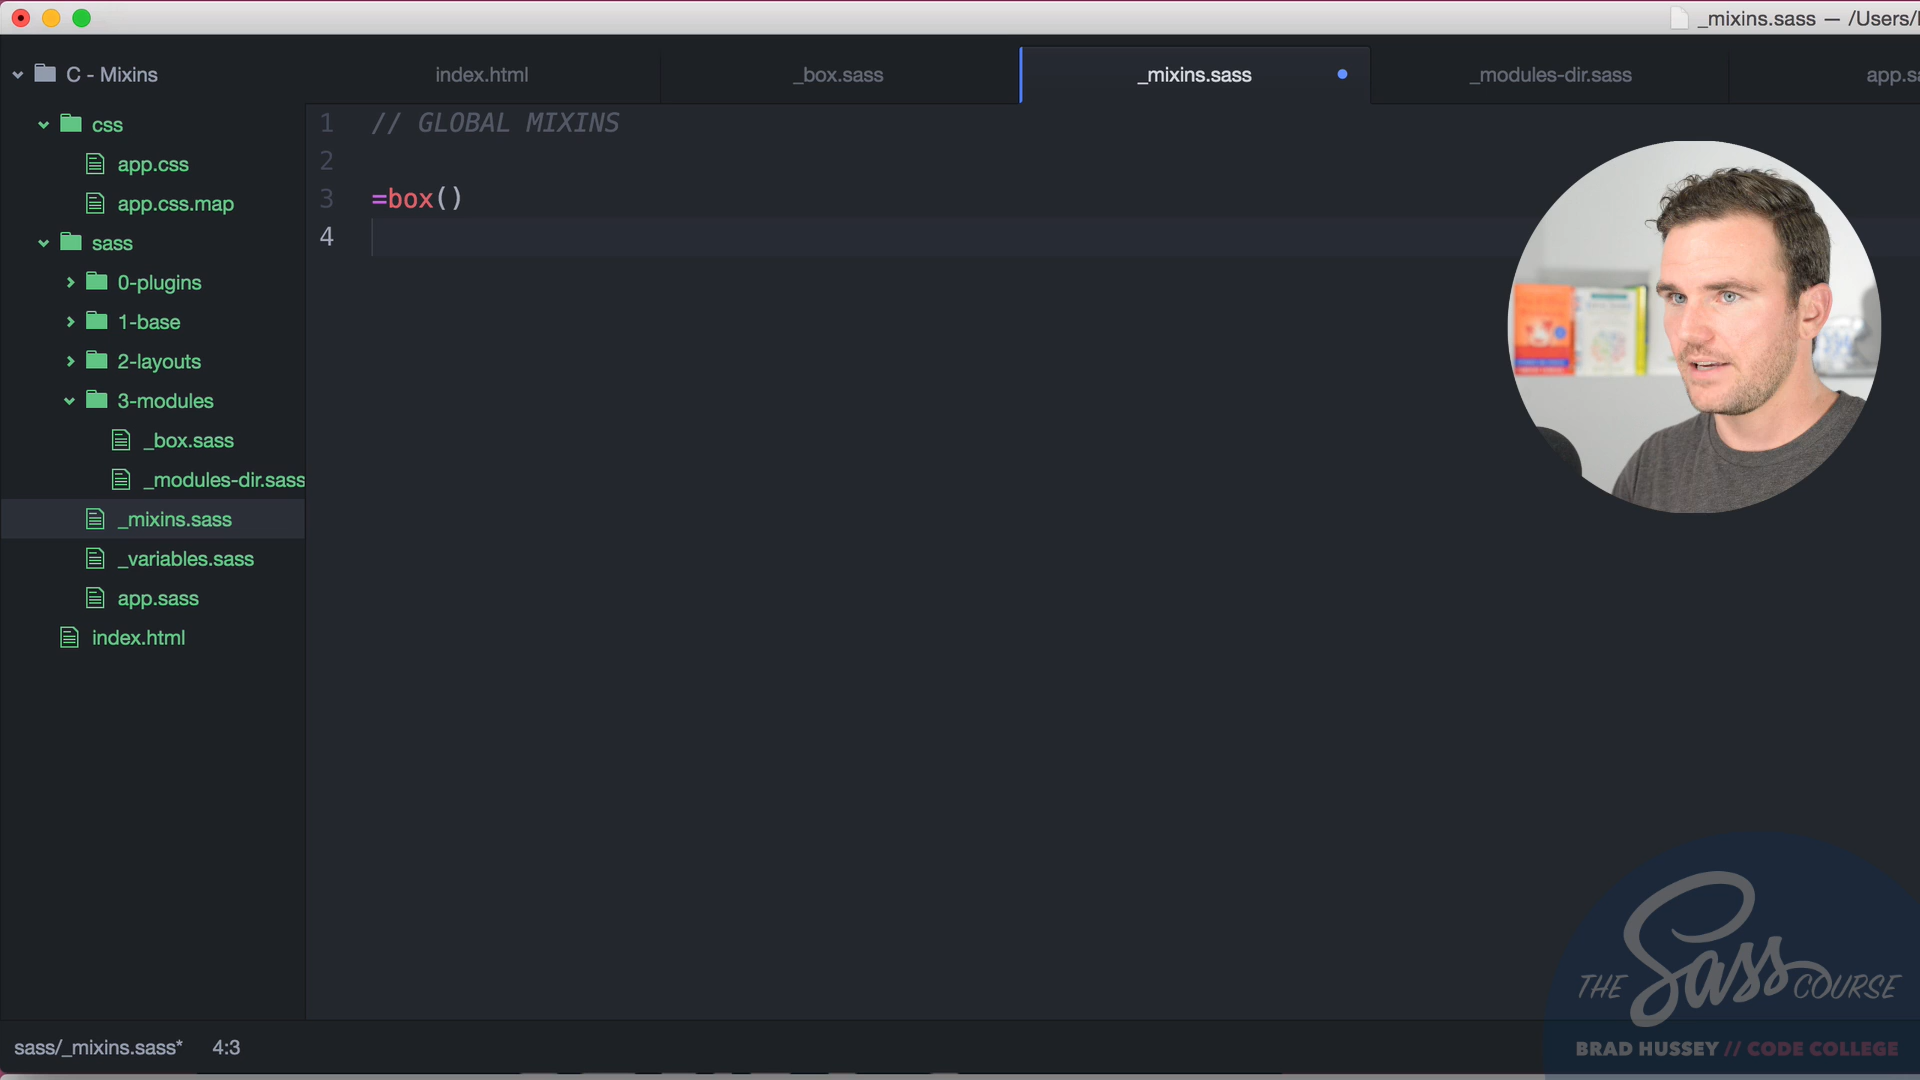 _mixins.sass — /Users/
C - Mixins
index.html
_box.sass
_mixins.sass
_modules-dir.sass
css
app.css
app.css.map
sass
0-plugins
1-base
2-layouts
3-modules
_box.sass
_modules-dir.sass
_mixins.sass
_variables.sass
app.sass
index.html
1 // GLOBAL MIXINS
2
3 =box()
4
THE Sass COURSE
BRAD HUSSEY // CODE COLLEGE
sass/_mixins.sass* 4:3